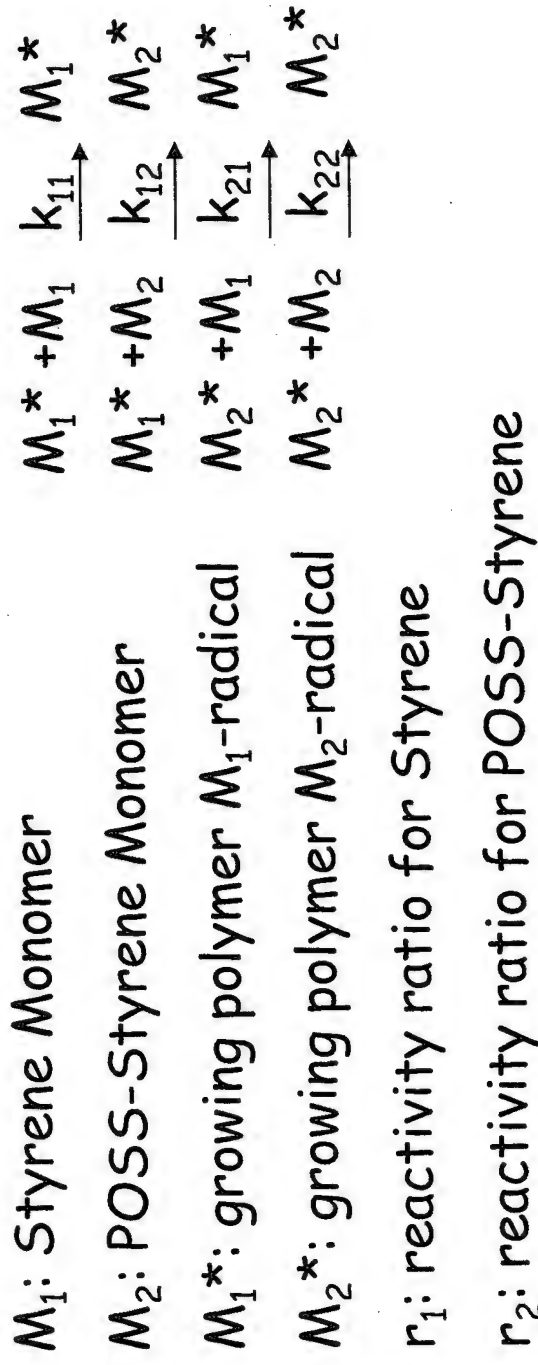 M₁: Styrene Monomer
M₂: POSS-Styrene Monomer
M₁*: growing polymer M₁-radical
M₂*: growing polymer M₂-radical
r₁: reactivity ratio for Styrene
r₂: reactivity ratio for POSS-Styrene
M₁* +M₁ k₁₁ M₁*
M₁* +M₂ k₁₂ M₂*
M₂* +M₁ k₂₁ M₁*
M₂* +M₂ k₂₂ M₂*